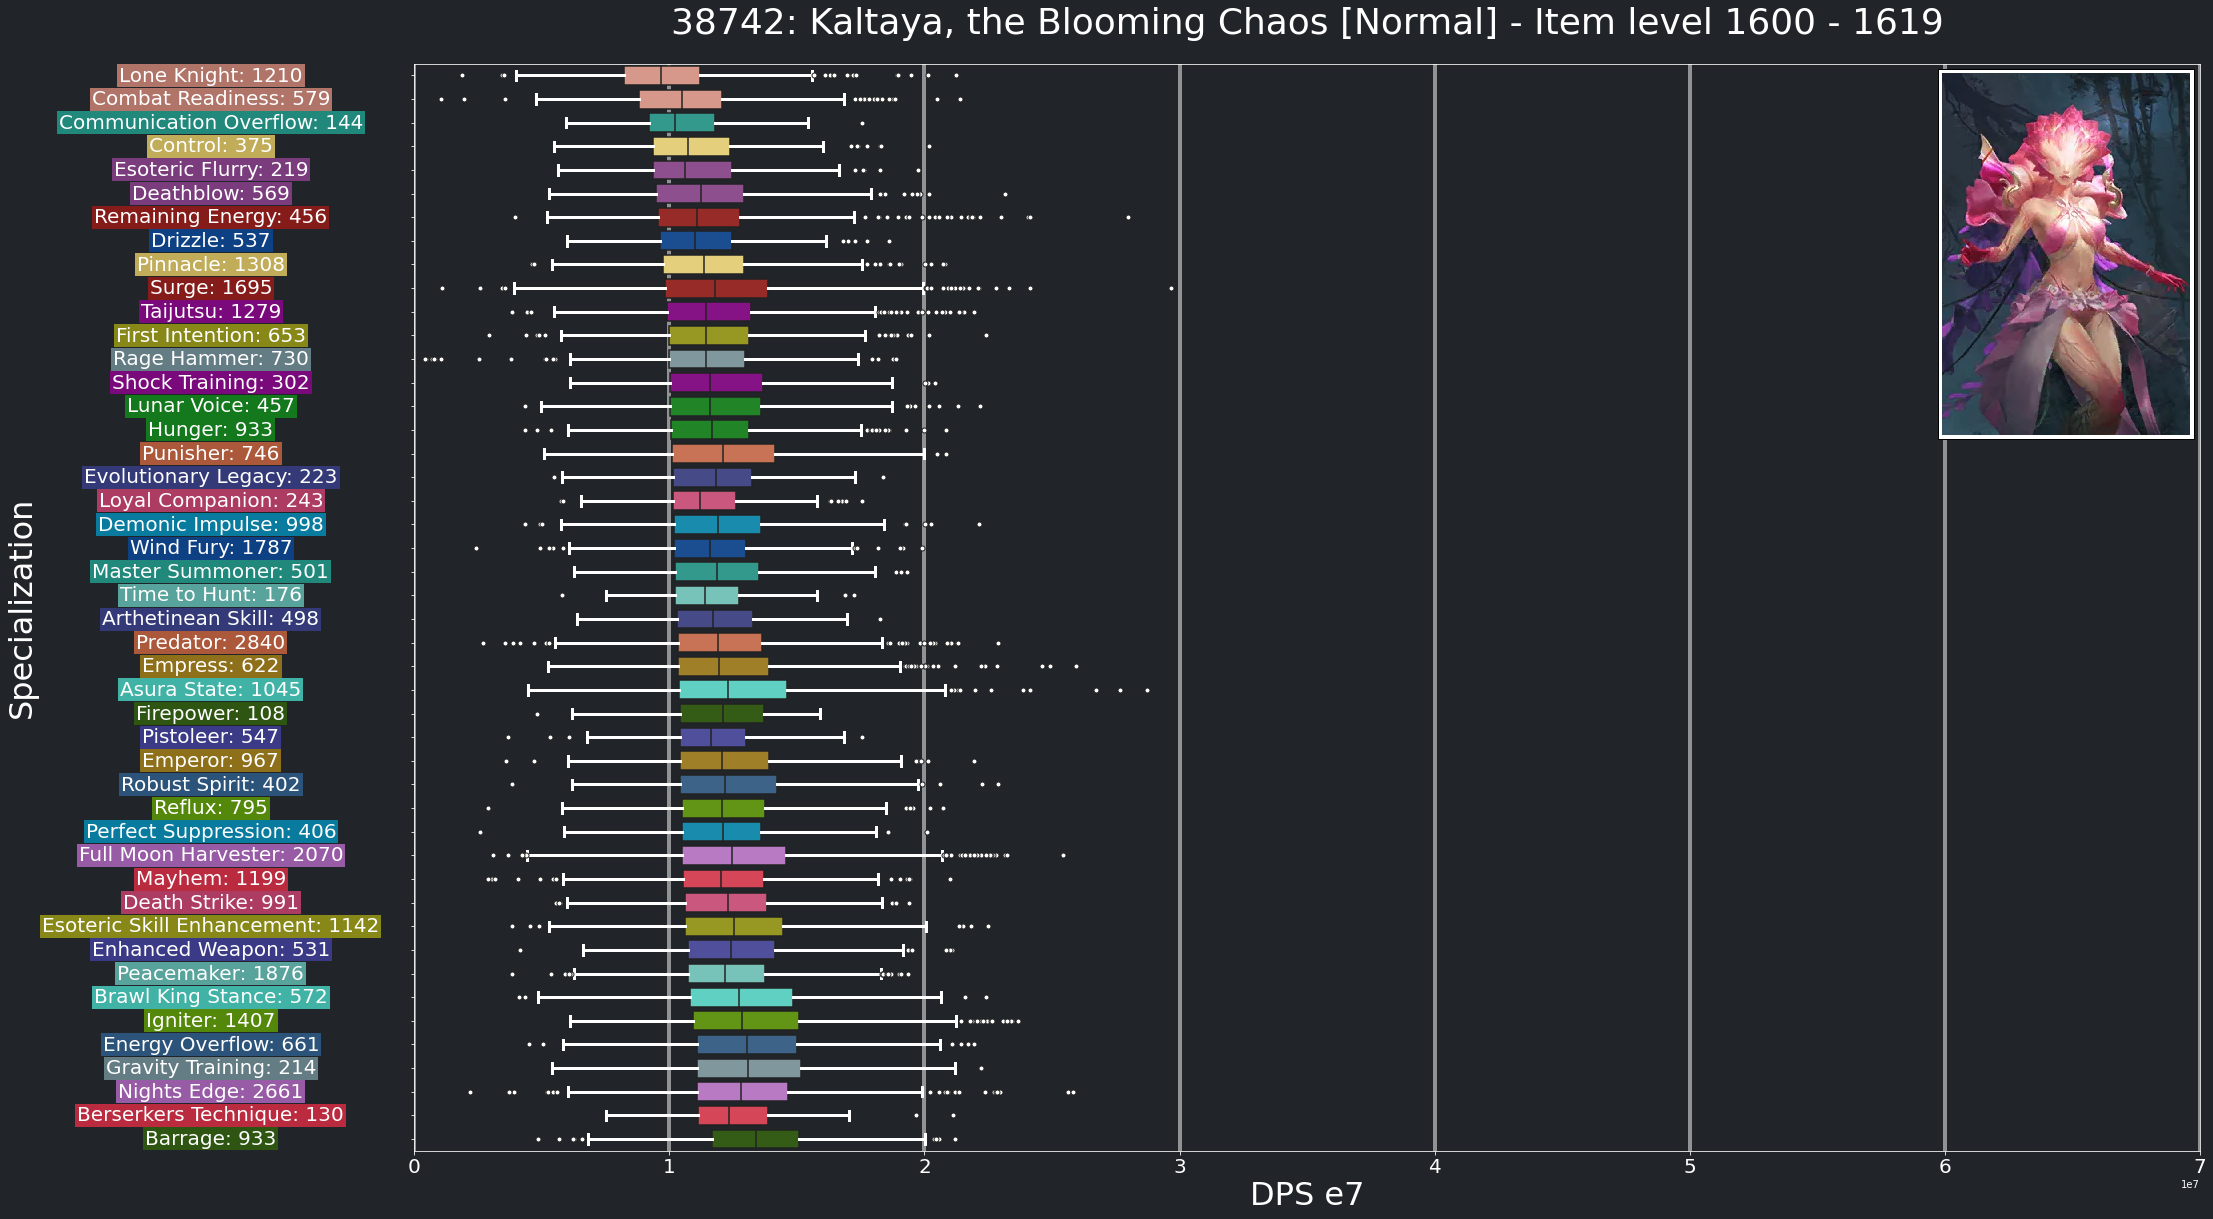 38742: Kaltaya, the Blooming Chaos [Normal] - Item level 1600 - 1619
Specialization
Lone Knight: 1210
Combat Readiness: 579
Communication Overflow: 144
Control: 375
Esoteric Flurry: 219
Deathblow: 569
Remaining Energy: 456
Drizzle: 537
Pinnacle: 1308
Surge: 1695
Taijutsu: 1279
First Intention: 653
Rage Hammer: 730
Shock Training: 302
Lunar Voice: 457
Hunger: 933
Punisher: 746
Evolutionary Legacy: 223
Loyal Companion: 243
Demonic Impulse: 998
Wind Fury: 1787
Master Summoner: 501
Time to Hunt: 176
Arthetinean Skill: 498
Predator: 2840
Empress: 622
Asura State: 1045
Firepower: 108
Pistoleer: 547
Emperor: 967
Robust Spirit: 402
Reflux: 795
Perfect Suppression: 406
Full Moon Harvester: 2070
Mayhem: 1199
Death Strike: 991
Esoteric Skill Enhancement: 1142
Enhanced Weapon: 531
Peacemaker: 1876
Brawl King Stance: 572
Igniter: 1407
Energy Overflow: 661
Gravity Training: 214
Nights Edge: 2661
Berserkers Technique: 130
Barrage: 933
0 1 2 3 4 5 6 7
1e7
DPS e7